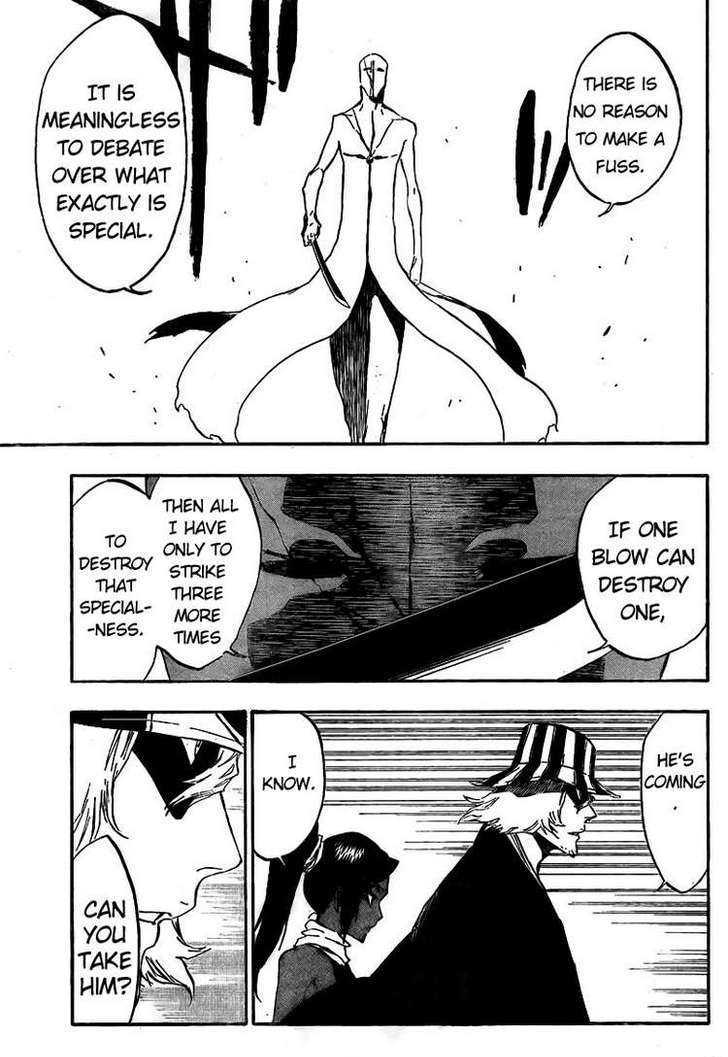 THERE IS
NO REASON
TO MAKE A
FUSS.
IT IS
MEANINGLESS
TO DEBATE
OVER WHAT
EXACTLY IS
SPECIAL.
IF ONE
BLOW CAN
DESTROY
ONE,
THEN ALL
I HAVE
ONLY TO
STRIKE
THREE
MORE
TIMES
TO
DESTROY
THAT
SPECIAL-
-NESS.
HE'S
COMING
I
KNOW.
CAN
YOU
TAKE
HIM?